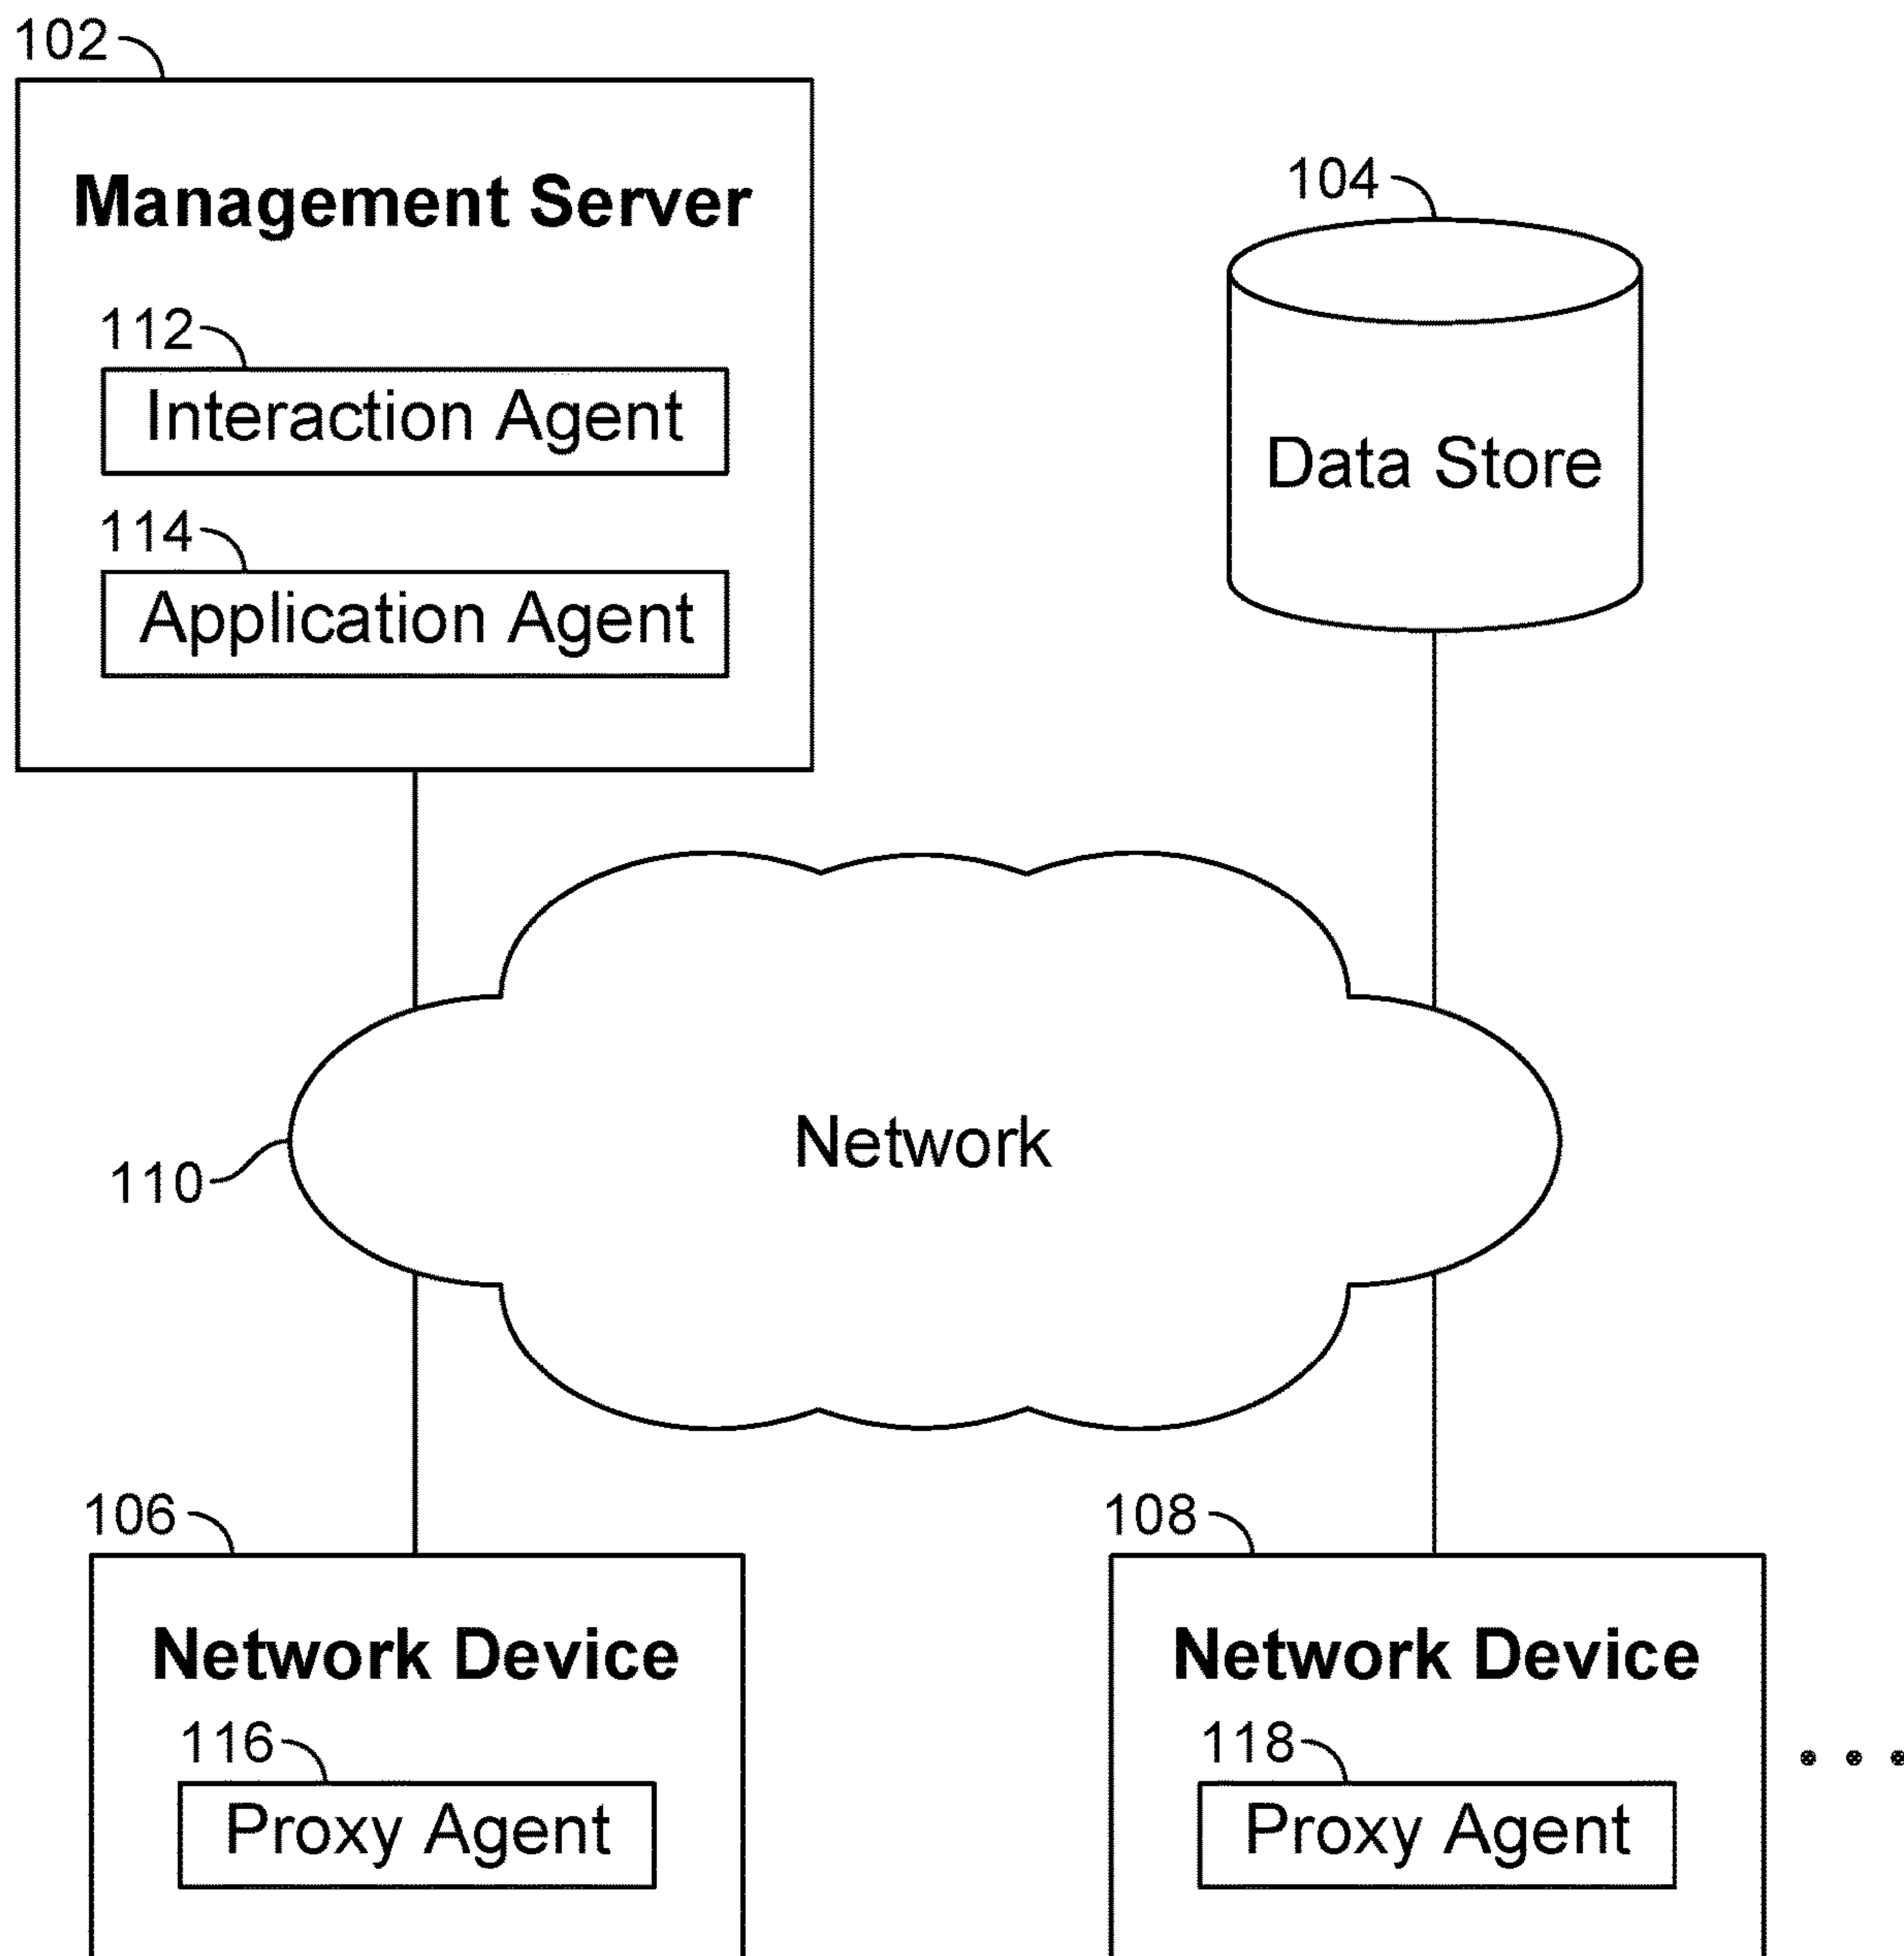 102
Management Server
112
Interaction Agent
114
Application Agent
104
Data Store
Network
110
106
Network Device
116
Proxy Agent
108
Network Device
118
Proxy Agent